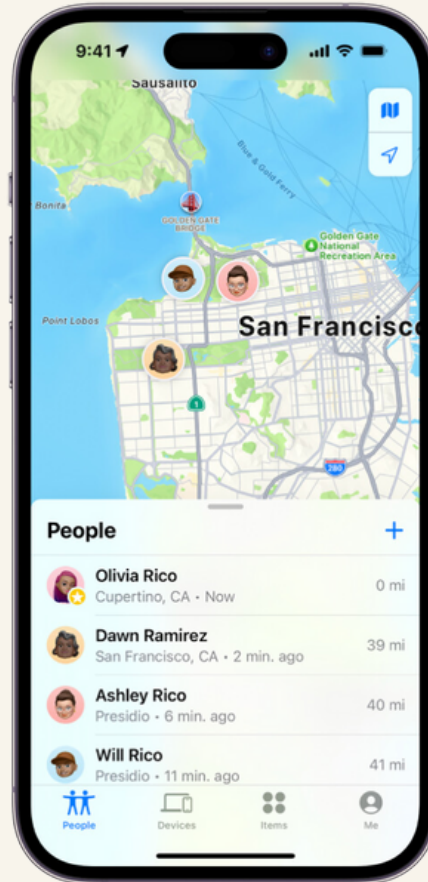 9:41
Sausalito
Blue & Gold Ferry
Bonita
GOLDEN GATE
BRIDGE
Golden Gate
National
Recreation Area
Point Lobos
San Francisco
1
280
People
+
Olivia Rico
Cupertino, CA • Now
0 mi
Dawn Ramirez
San Francisco, CA • 2 min. ago
39 mi
Ashley Rico
Presidio • 6 min. ago
40 mi
Will Rico
Presidio • 11 min. ago
41 mi
People
Devices
Items
Me